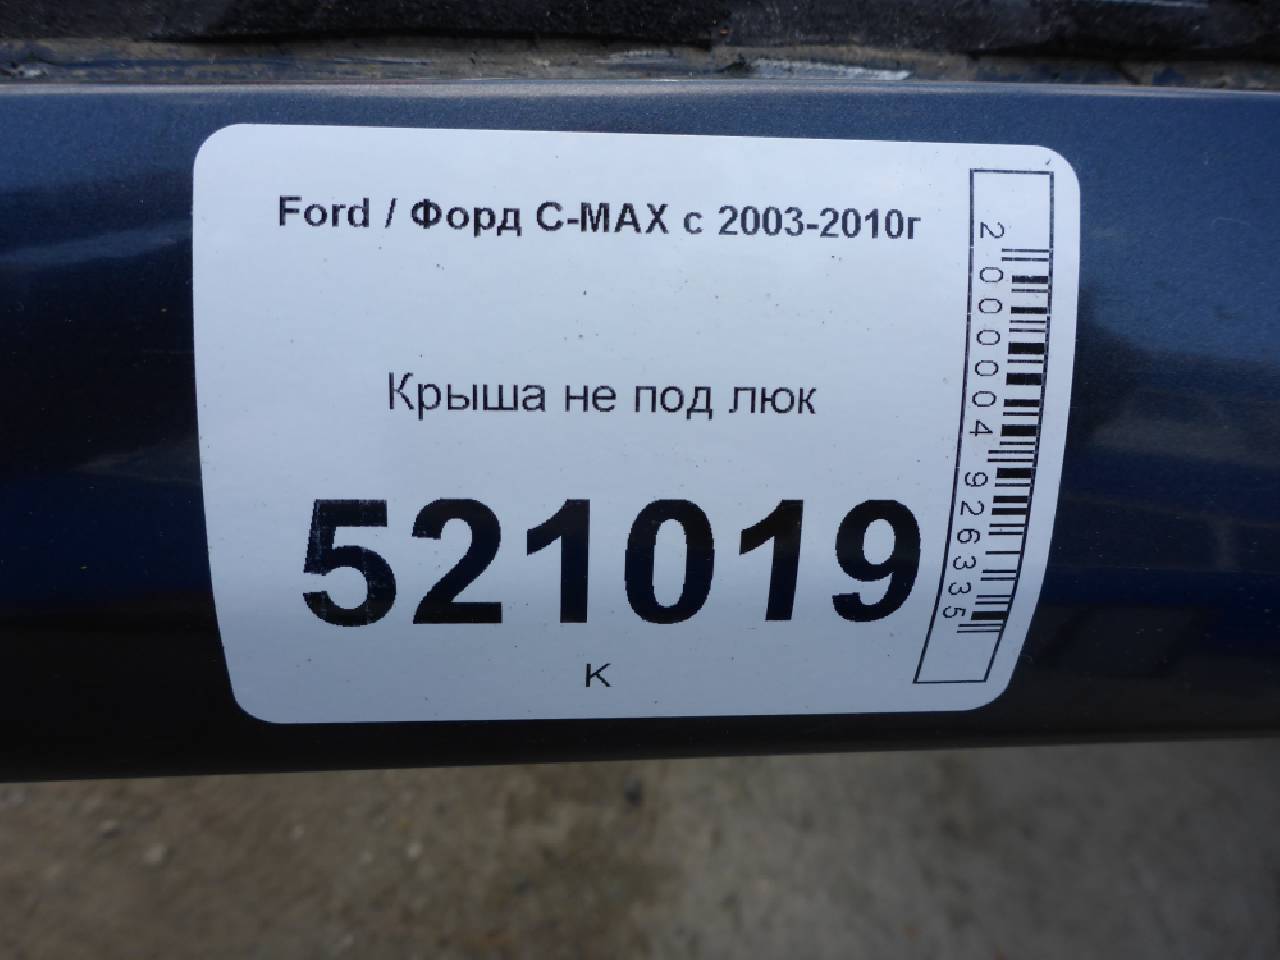 Ford / Форд C-MAX с 2003-2010г
Крыша не под люк
521019
К
2000004926335